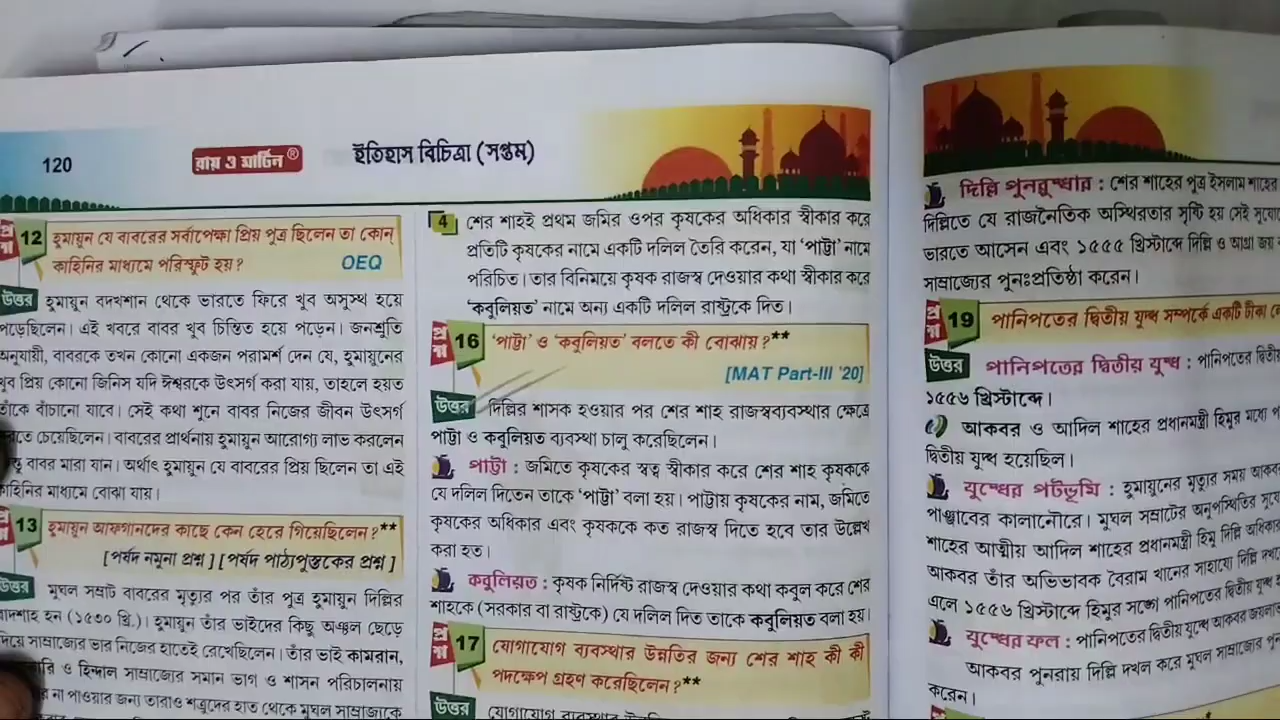 120
রায় ও মার্টিন®
ইতিহাস বিচিত্রা (সপ্তম)
প্রশ্ন 12 হুমায়ুন যে বাবরের সর্বাপেক্ষা প্রিয় পুত্র ছিলেন তা কোন্
কাহিনির মাধ্যমে পরিস্ফুট হয়? OEQ
উত্তর হুমায়ুন বদখশান থেকে ভারতে ফিরে খুব অসুস্থ হয়ে
পড়েছিলেন। এই খবরে বাবর খুব চিন্তিত হয়ে পড়েন। জনশ্রুতি
অনুযায়ী, বাবরকে তখন কোনো একজন পরামর্শ দেন যে, হুমায়ুনের
খুব প্রিয় কোনো জিনিস যদি ঈশ্বরকে উৎসর্গ করা যায়, তাহলে হয়ত
তাঁকে বাঁচানো যাবে। সেই কথা শুনে বাবর নিজের জীবন উৎসর্গ
চেয়েছিলেন। বাবরের প্রার্থনায় হুমায়ুন আরোগ্য লাভ করলেন
বাবর মারা যান। অর্থাৎ হুমায়ুন যে বাবরের প্রিয় ছিলেন তা এই
কাহিনির মাধ্যমে বোঝা যায়।
প্রশ্ন 13 হুমায়ুন আফগানদের কাছে কেন হেরে গিয়েছিলেন?**
[পর্ষদ নমুনা প্রশ্ন] [পর্ষদ পাঠ্যপুস্তকের প্রশ্ন]
উত্তর মুঘল সম্রাট বাবরের মৃত্যুর পর তাঁর পুত্র হুমায়ুন দিল্লির
বাদশাহ হন (১৫৩০ খ্রি.)। হুমায়ুন তাঁর ভাইদের কিছু অঞ্চল ছেড়ে
দিয়ে সাম্রাজ্যের ভার নিজের হাতেই রেখেছিলেন। তাঁর ভাই কামরান,
ও হিন্দাল সাম্রাজ্যের সমান ভাগ ও শাসন পরিচালনায়
না পাওয়ার জন্য তারাও শত্রুদের হাত থেকে মুঘল সাম্রাজ্যকে
4 শের শাহই প্রথম জমির ওপর কৃষকের অধিকার স্বীকার করে
প্রতিটি কৃষকের নামে একটি দলিল তৈরি করেন, যা 'পাট্টা' নামে
পরিচিত। তার বিনিময়ে কৃষক রাজস্ব দেওয়ার কথা স্বীকার করে
'কবুলিয়ত' নামে অন্য একটি দলিল রাষ্ট্রকে দিত।
প্রশ্ন 16 'পাট্টা' ও 'কবুলিয়ত' বলতে কী বোঝায়?**
[MAT Part-III '20]
উত্তর দিল্লির শাসক হওয়ার পর শের শাহ রাজস্বব্যবস্থার ক্ষেত্রে
পাট্টা ও কবুলিয়ত ব্যবস্থা চালু করেছিলেন।
পাট্টা : জমিতে কৃষকের স্বত্ব স্বীকার করে শের শাহ কৃষককে
যে দলিল দিতেন তাকে 'পাট্টা' বলা হয়। পাট্টায় কৃষকের নাম, জমিতে
কৃষকের অধিকার এবং কৃষককে কত রাজস্ব দিতে হবে তার উল্লেখ
করা হত।
কবুলিয়ত : কৃষক নির্দিষ্ট রাজস্ব দেওয়ার কথা কবুল করে শের
শাহকে (সরকার বা রাষ্ট্রকে) যে দলিল দিত তাকে কবুলিয়ত বলা হয়।
প্রশ্ন 17 যোগাযোগ ব্যবস্থার উন্নতির জন্য শের শাহ কী কী
পদক্ষেপ গ্রহণ করেছিলেন?**
উত্তর যোগাযোগ ব্যবস্থার
দিল্লি পুনরুদ্ধার : শের শাহের পুত্র ইসলাম শাহের
দিল্লিতে যে রাজনৈতিক অস্থিরতার সৃষ্টি হয় সেই
ভারতে আসেন এবং ১৫৫৫ খ্রিস্টাব্দে দিল্লি ও আগ্রা জয়
সাম্রাজ্যের পুনঃপ্রতিষ্ঠা করেন।
প্রশ্ন 19 পানিপতের দ্বিতীয় যুদ্ধ সম্পর্কে একটি টীকা
উত্তর পানিপতের দ্বিতীয় যুদ্ধ : পানিপতের দ্বিতীয়
১৫৫৬ খ্রিস্টাব্দে।
আকবর ও আদিল শাহের প্রধানমন্ত্রী হিমুর মধ্যে
দ্বিতীয় যুদ্ধ হয়েছিল।
যুদ্ধের পটভূমি : হুমায়ুনের মৃত্যুর সময়
পাঞ্জাবের কালানৌরে। মুঘল সম্রাটের অনুপস্থিতির
শাহের আত্মীয় আদিল শাহের প্রধানমন্ত্রী হিমু দিল্লি
আকবর তাঁর অভিভাবক বৈরাম খানের সাহায্যে দিল্লি
এলে ১৫৫৬ খ্রিস্টাব্দে হিমুর সঙ্গে পানিপতের দ্বিতীয় যুদ্ধ
যুদ্ধের ফল : পানিপতের দ্বিতীয় যুদ্ধে আকবর
আকবর পুনরায় দিল্লি দখল করে মুঘল সাম্রাজ্যের
করেন।